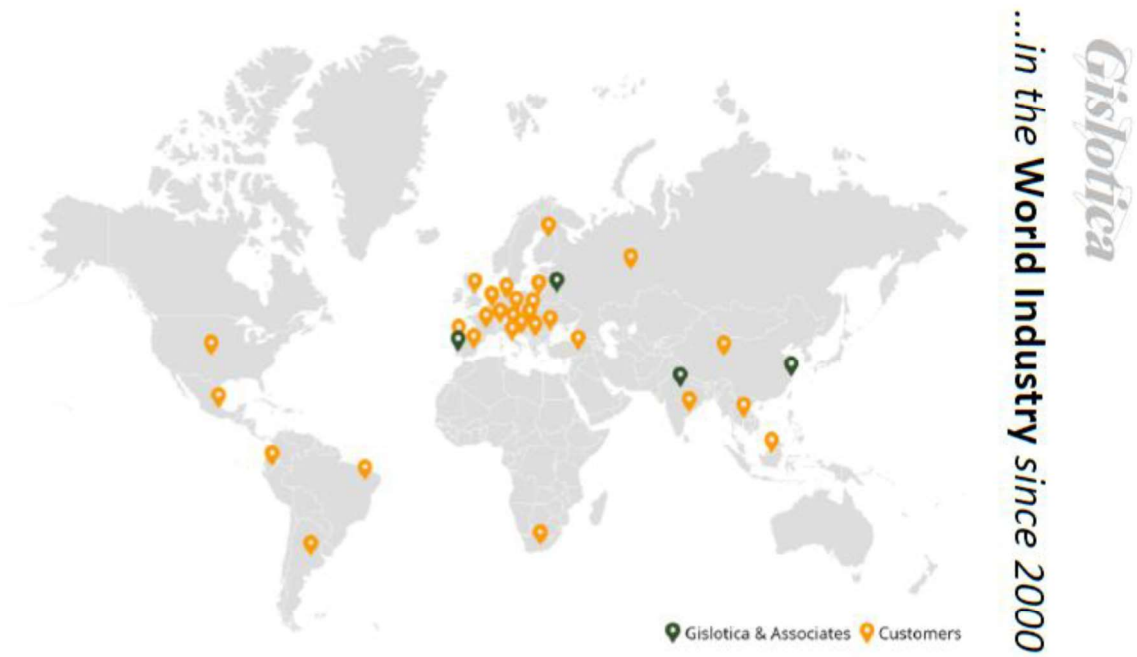 Gislotica
...in the World Industry since 2000
Gislotica & Associates
Customers